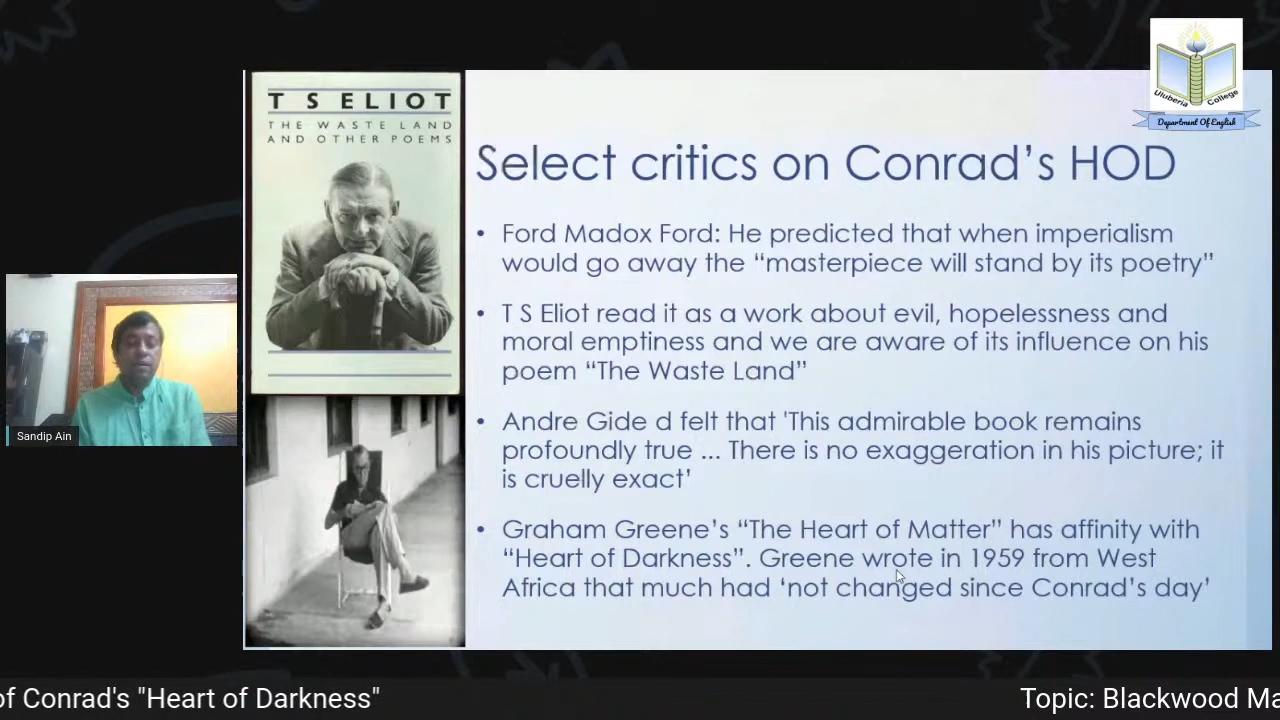 T S ELIOT
THE WASTE LAND
AND OTHER POEMS
Uluberia College
Department Of English
Select critics on Conrad’s HOD
• Ford Madox Ford: He predicted that when imperialism
would go away the “masterpiece will stand by its poetry”
• T S Eliot read it as a work about evil, hopelessness and
moral emptiness and we are aware of its influence on his
poem “The Waste Land”
• Andre Gide d felt that 'This admirable book remains
profoundly true ... There is no exaggeration in his picture; it
is cruelly exact’
• Graham Greene’s “The Heart of Matter” has affinity with
“Heart of Darkness”. Greene wrote in 1959 from West
Africa that much had ‘not changed since Conrad’s day’
Sandip Ain
of Conrad's "Heart of Darkness"
Topic: Blackwood Ma